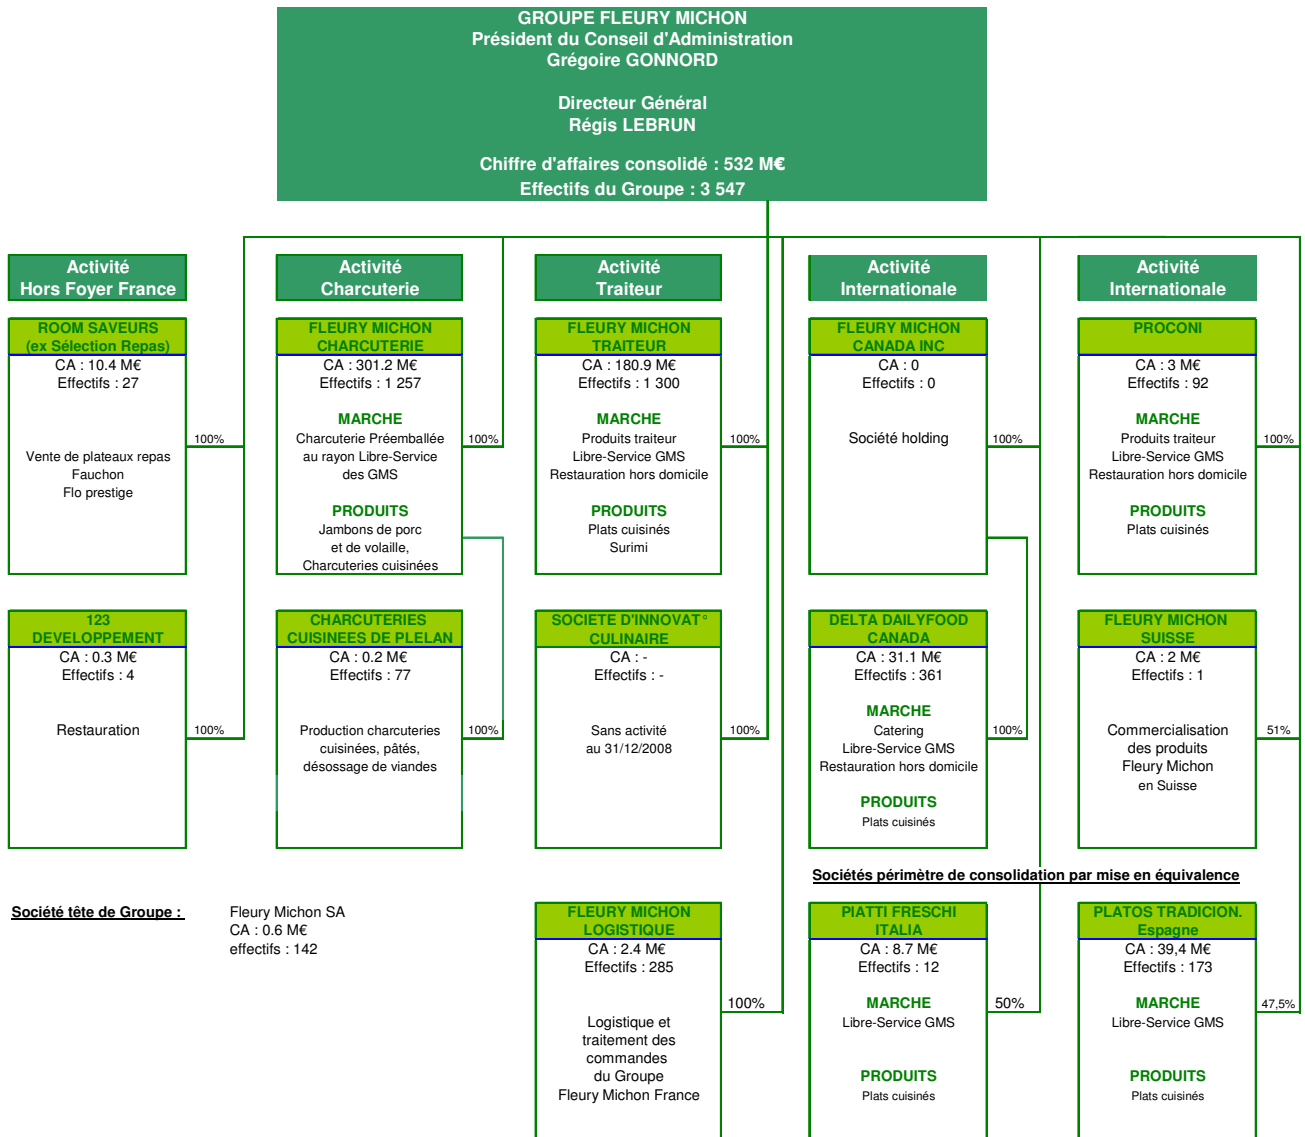 GROUPE FLEURY MICHON
Président du Conseil d'Administration
Grégoire GONNORD
Directeur Général
Régis LEBRUN
Chiffre d'affaires consolidé : 532 M€
Effectifs du Groupe : 3 547
Activité
Hors Foyer France
Activité
Charcuterie
Activité
Traiteur
Activité
Internationale
Activité
Internationale
ROOM SAVEURS
(ex Sélection Repas)
CA : 10.4 M€
Effectifs : 27
Vente de plateaux repas
Fauchon
Flo prestige
100%
FLEURY MICHON
CHARCUTERIE
CA : 301.2 M€
Effectifs : 1 257
MARCHE
Charcuterie Préemballée
au rayon Libre-Service
des GMS
PRODUITS
Jambons de porc
et de volaille,
Charcuteries cuisinées
100%
FLEURY MICHON
TRAITEUR
CA : 180.9 M€
Effectifs : 1 300
MARCHE
Produits traiteur
Libre-Service GMS
Restauration hors domicile
PRODUITS
Plats cuisinés
Surimi
100%
FLEURY MICHON
CANADA INC
CA : 0
Effectifs : 0
Société holding
100%
PROCONI
CA : 3 M€
Effectifs : 92
MARCHE
Produits traiteur
Libre-Service GMS
Restauration hors domicile
PRODUITS
Plats cuisinés
100%
123
DEVELOPPEMENT
CA : 0.3 M€
Effectifs : 4
Restauration
100%
CHARCUTERIES
CUISINEES DE PLELAN
CA : 0.2 M€
Effectifs : 77
Production charcuteries
cuisinées, pâtés,
désossage de viandes
100%
SOCIETE D'INNOVAT°
CULINAIRE
CA : -
Effectifs : -
Sans activité
au 31/12/2008
100%
DELTA DAILYFOOD
CANADA
CA : 31.1 M€
Effectifs : 361
MARCHE
Catering
Libre-Service GMS
Restauration hors domicile
PRODUITS
Plats cuisinés
100%
FLEURY MICHON
SUISSE
CA : 2 M€
Effectifs : 1
Commercialisation
des produits
Fleury Michon
en Suisse
51%
Sociétés périmètre de consolidation par mise en équivalence
Société tête de Groupe :
Fleury Michon SA
CA : 0.6 M€
effectifs : 142
FLEURY MICHON
LOGISTIQUE
CA : 2.4 M€
Effectifs : 285
Logistique et
traitement des
commandes
du Groupe
Fleury Michon France
100%
PIATTI FRESCHI
ITALIA
CA : 8.7 M€
Effectifs : 12
MARCHE
Libre-Service GMS
PRODUITS
Plats cuisinés
50%
PLATOS TRADICION.
Espagne
CA : 39,4 M€
Effectifs : 173
MARCHE
Libre-Service GMS
PRODUITS
Plats cuisinés
47,5%